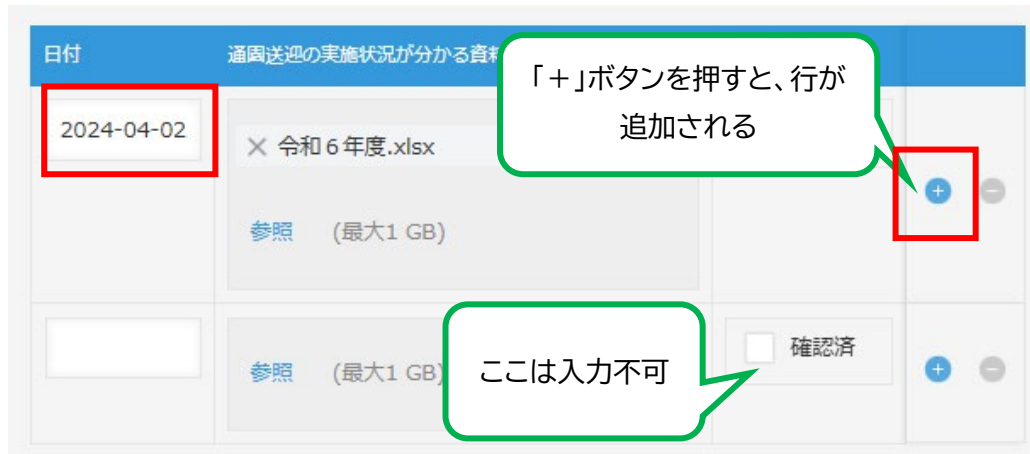 日付
通園送迎の実施状況が分かる資料
「+」ボタンを押すと、行が
追加される
2024-04-02
× 令和6年度.xlsx
参照 (最大1 GB)
参照 (最大1 GB)
ここは入力不可
確認済